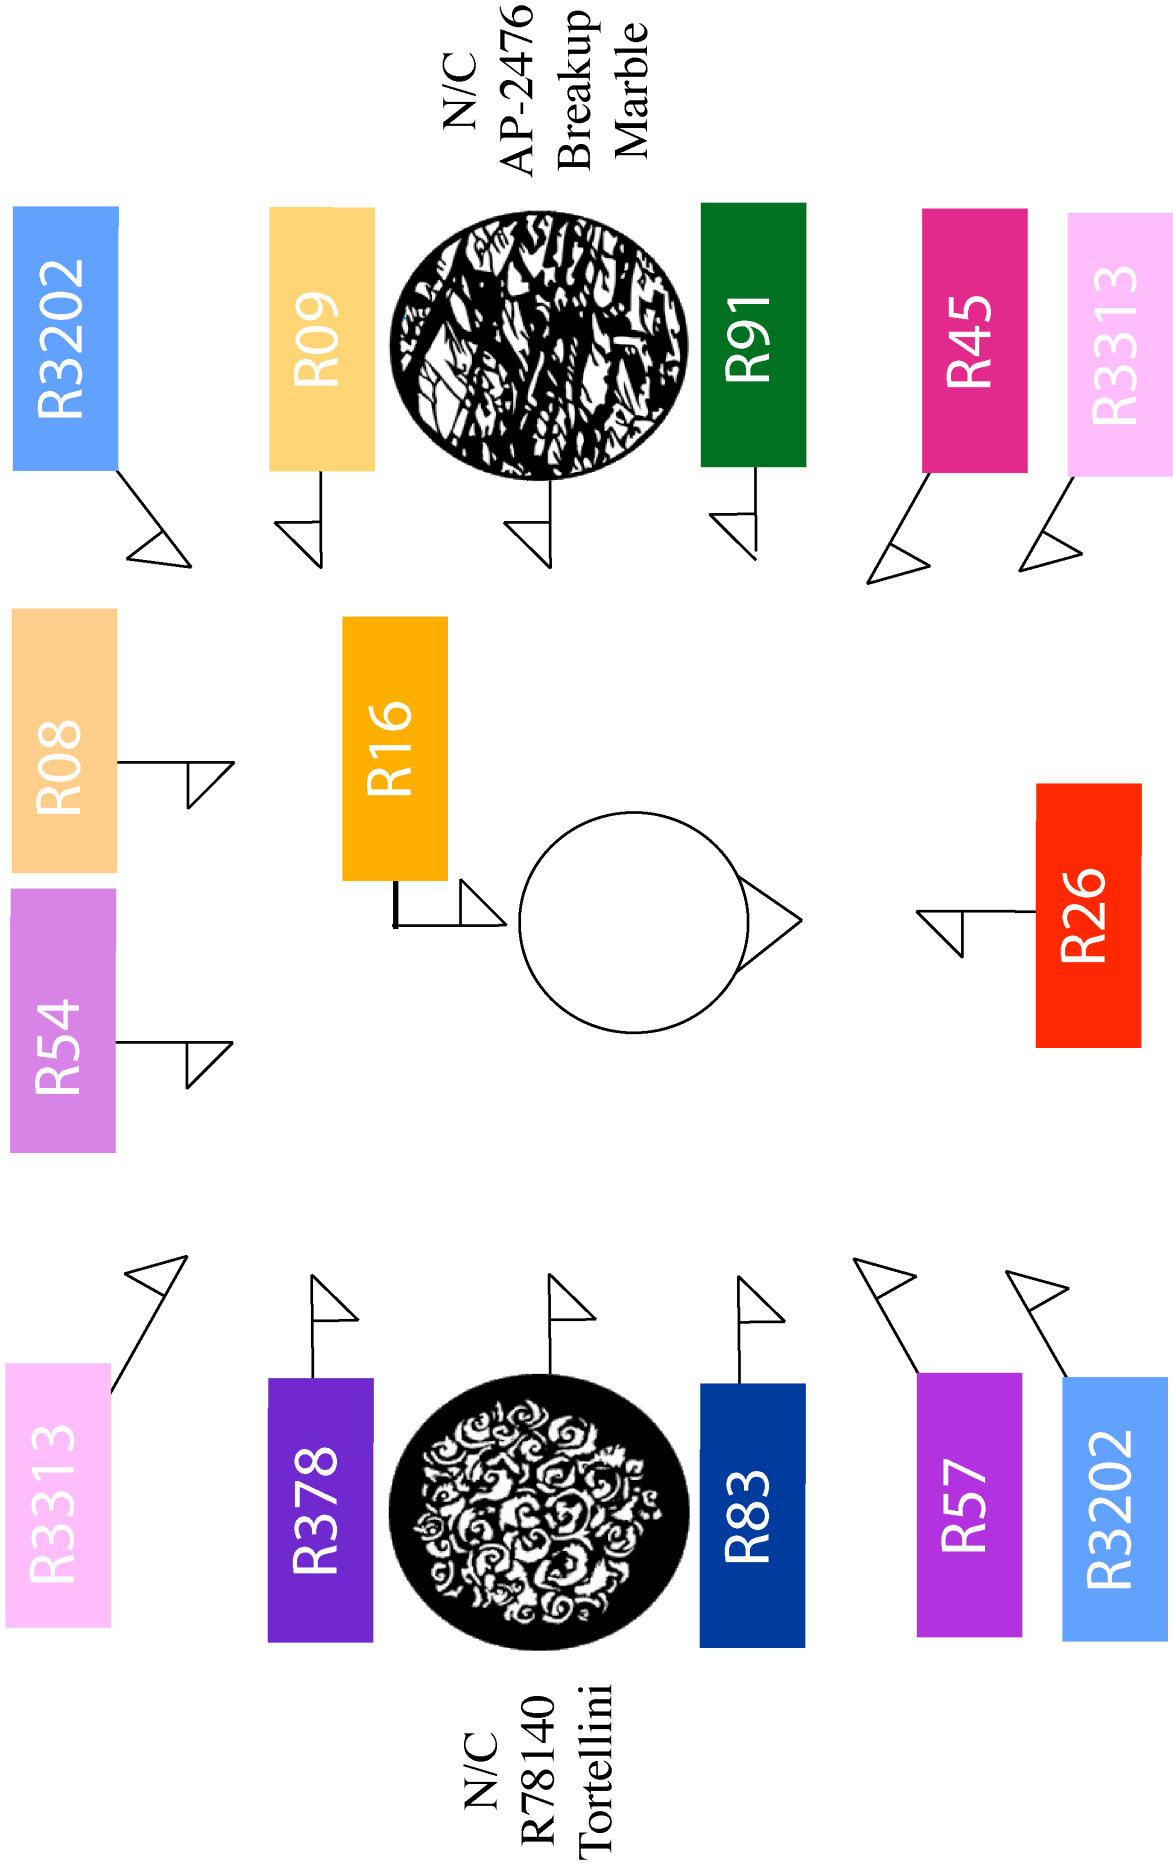 R3313
R54
R08
R3202
R378
R16
R09
N/C
R78140
Tortellini
N/C
AP-2476
Breakup
Marble
R83
R91
R57
R45
R3202
R26
R3313